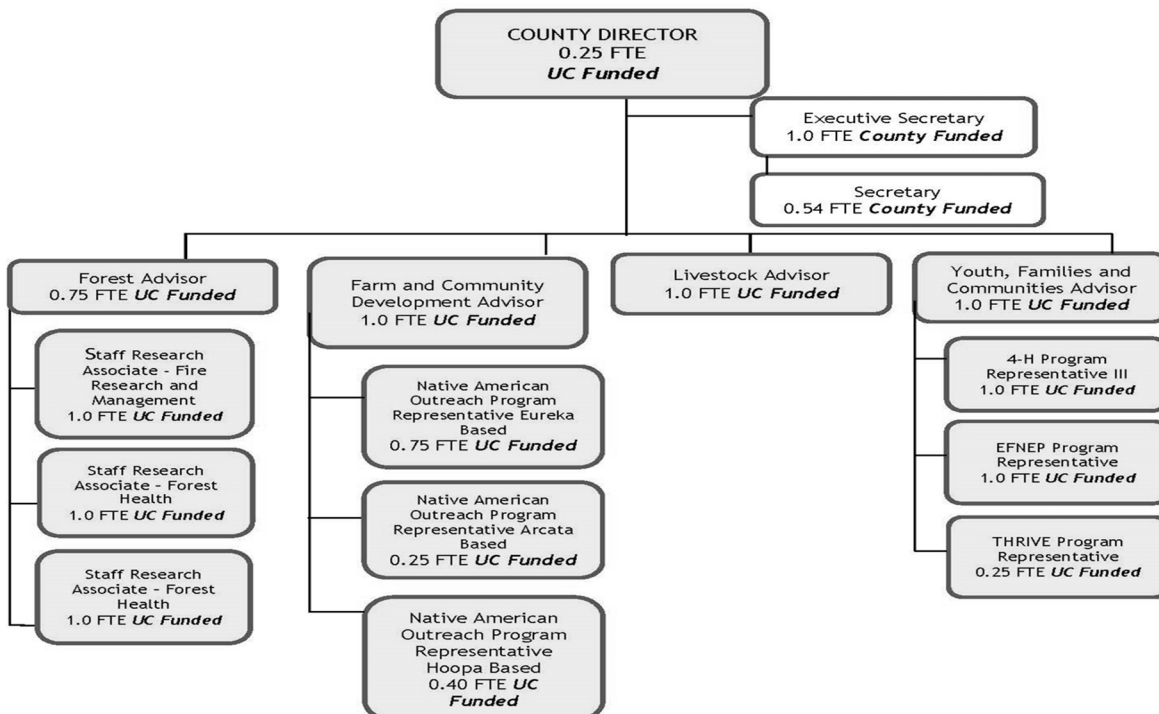 COUNTY DIRECTOR
0.25 FTE
UC Funded
Executive Secretary
1.0 FTE County Funded
Secretary
0.54 FTE County Funded
Forest Advisor
0.75 FTE UC Funded
Staff Research
Associate - Fire
Research and
Management
1.0 FTE UC Funded
Staff Research
Associate - Forest
Health
1.0 FTE UC Funded
Staff Research
Associate - Forest
Health
1.0 FTE UC Funded
Farm and Community
Development Advisor
1.0 FTE UC Funded
Native American
Outreach Program
Representative Eureka
Based
0.75 FTE UC Funded
Native American
Outreach Program
Representative Arcata
Based
0.25 FTE UC Funded
Native American
Outreach Program
Representative
Hoopa Based
0.40 FTE UC
Funded
Livestock Advisor
1.0 FTE UC Funded
Youth, Families and
Communities Advisor
1.0 FTE UC Funded
4-H Program
Representative III
1.0 FTE UC Funded
EFNEP Program
Representative
1.0 FTE UC Funded
THRIVE Program
Representative
0.25 FTE UC Funded